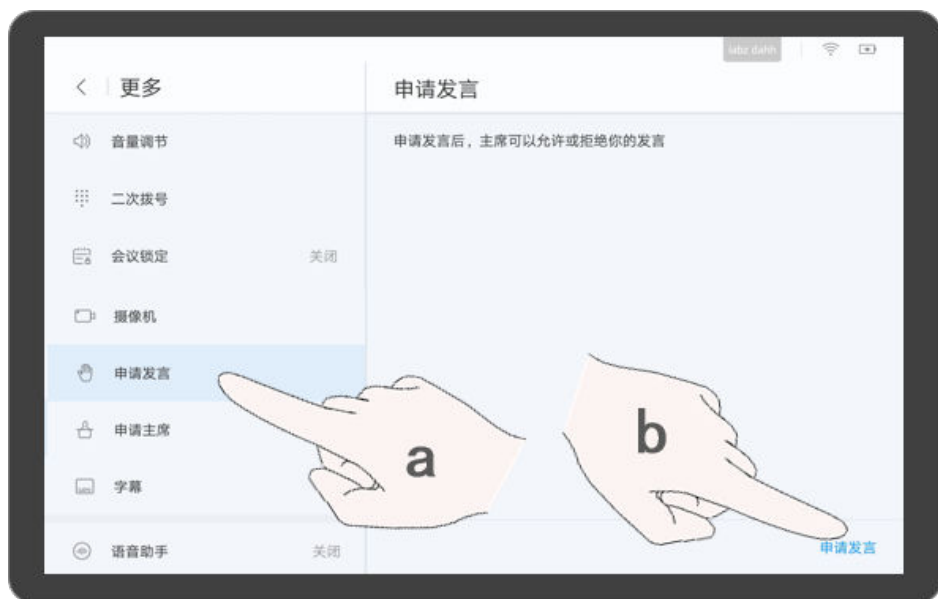 labz dahh
更多
申请发言
音量调节
申请发言后，主席可以允许或拒绝你的发言
二次拨号
会议锁定 关闭
摄像机
申请发言
申请主席
字幕
语音助手 关闭
a
b
申请发言